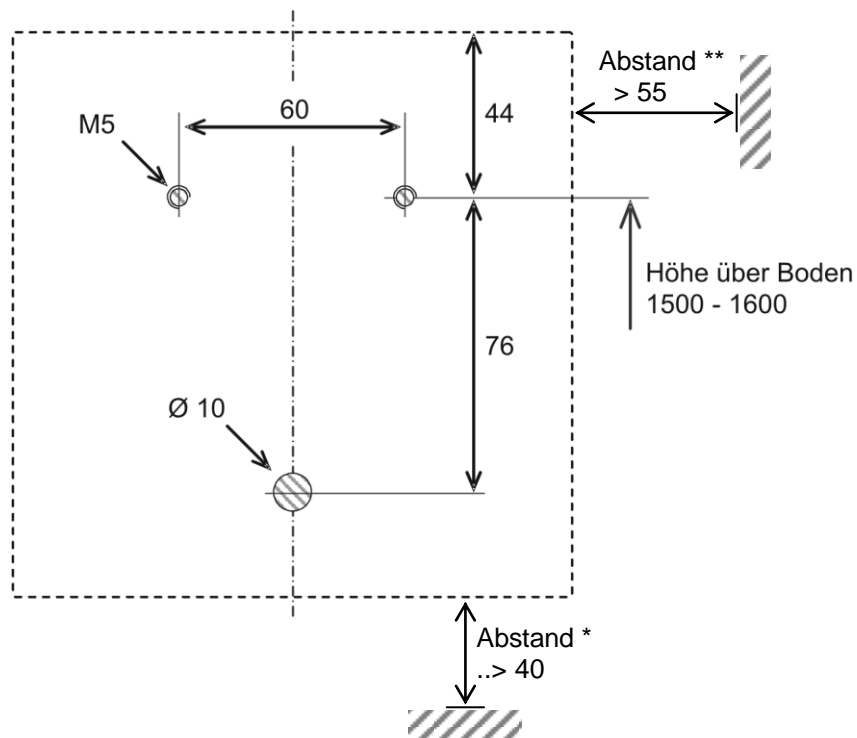 Abstand **
> 55
60
44
M5
Höhe über Boden
1500 - 1600
76
Ø 10
Abstand *
..> 40